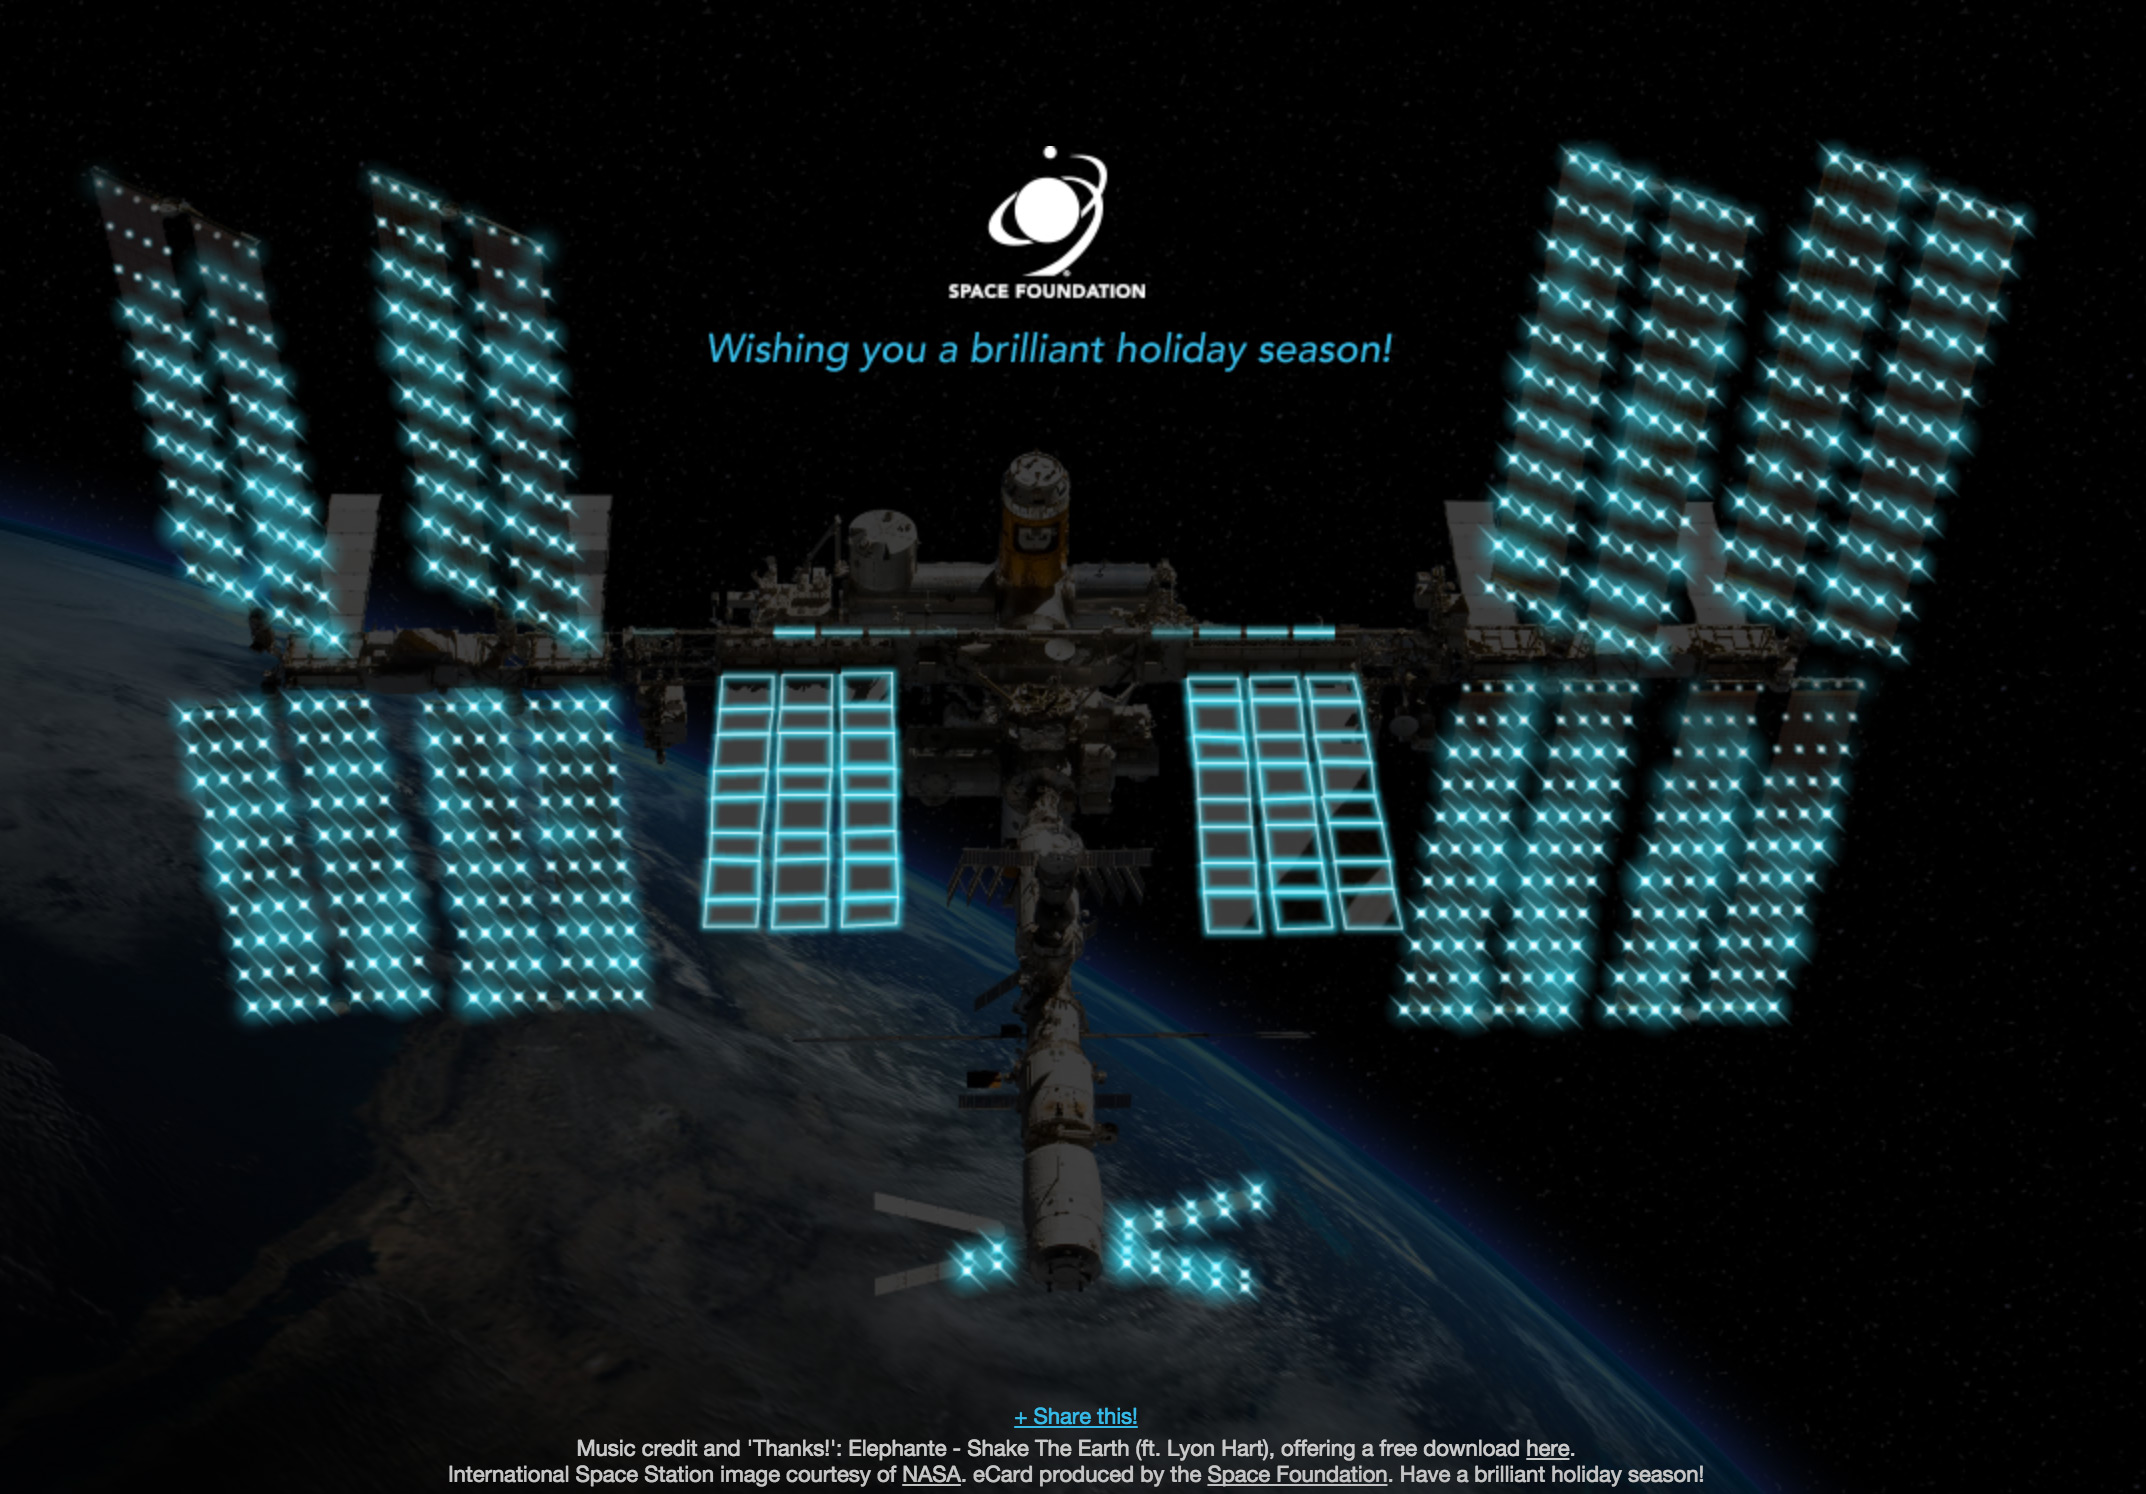 SPACE FOUNDATION
Wishing you a brilliant holiday season!
+ Share this!
Music credit and 'Thanks!': Elephante - Shake The Earth (ft. Lyon Hart), offering a free download here.
International Space Station image courtesy of NASA. eCard produced by the Space Foundation. Have a brilliant holiday season!